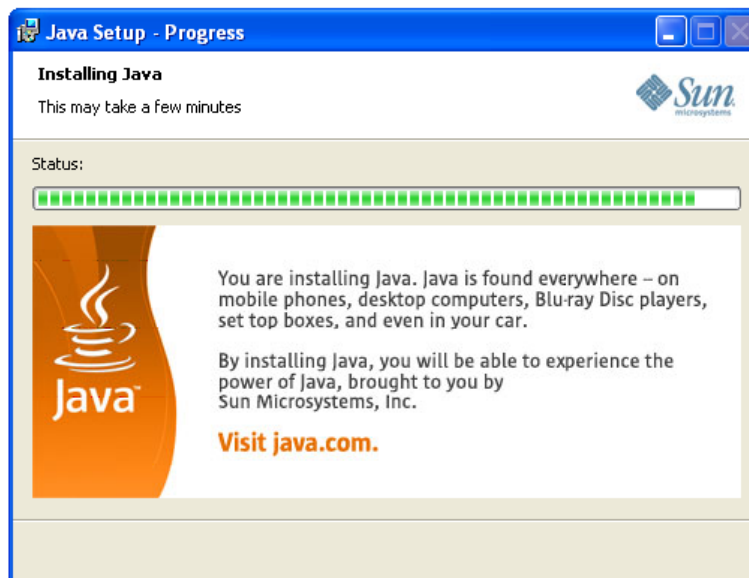 Java Setup - Progress
Installing Java
This may take a few minutes
Sun
microsystems
Status:
You are installing Java. Java is found everywhere – on
mobile phones, desktop computers, Blu-ray Disc players,
set top boxes, and even in your car.
By installing Java, you will be able to experience the
power of Java, brought to you by
Sun Microsystems, Inc.
Visit java.com.
Java™